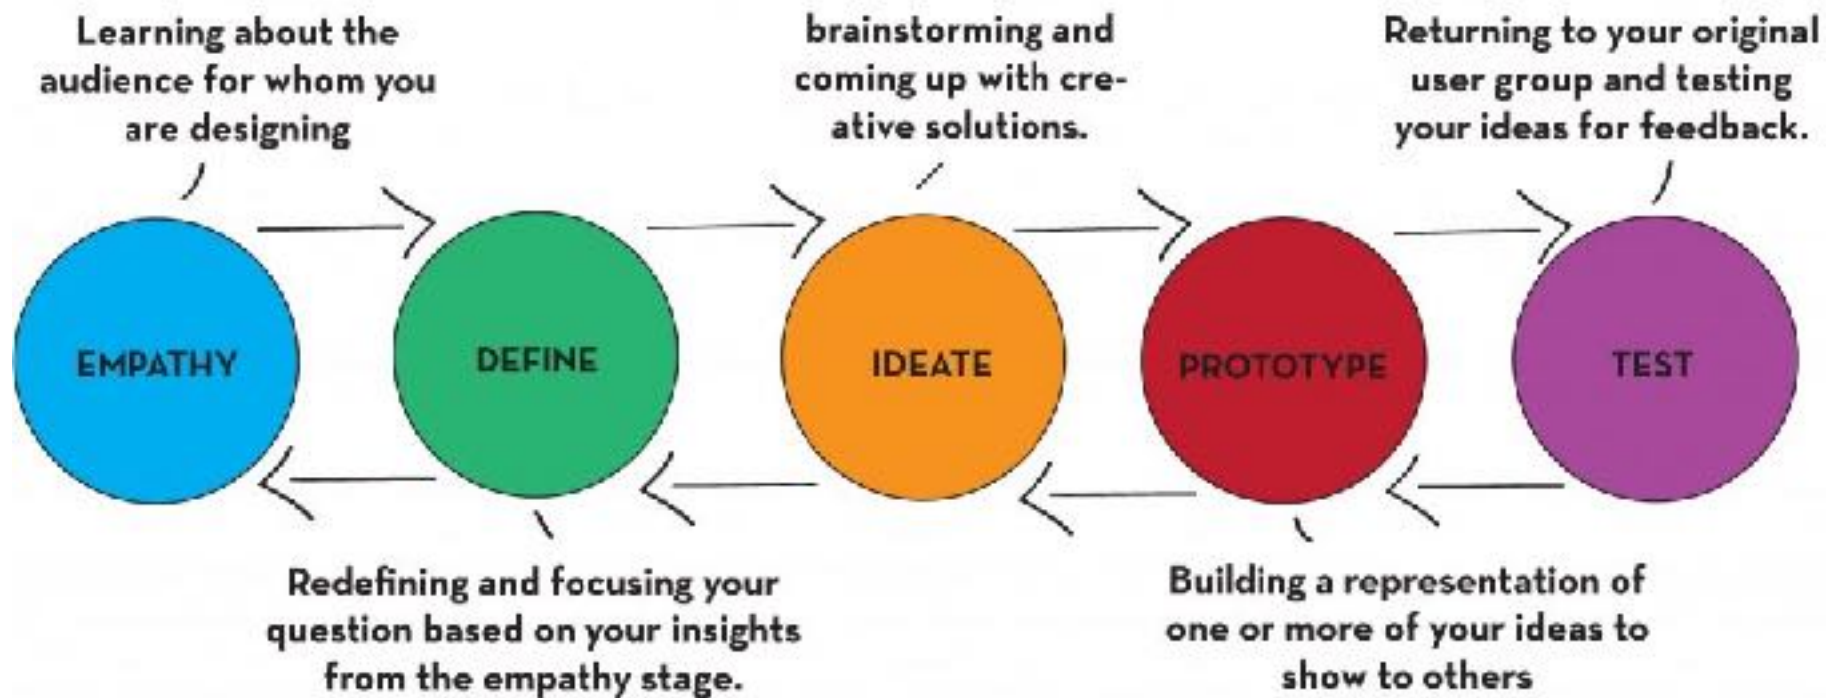 Learning about the
audience for whom you
are designing
brainstorming and
coming up with cre-
ative solutions.
Returning to your original
user group and testing
your ideas for feedback.
EMPATHY
DEFINE
IDEATE
PROTOTYPE
TEST
Redefining and focusing your
question based on your insights
from the empathy stage.
Building a representation of
one or more of your ideas to
show to others